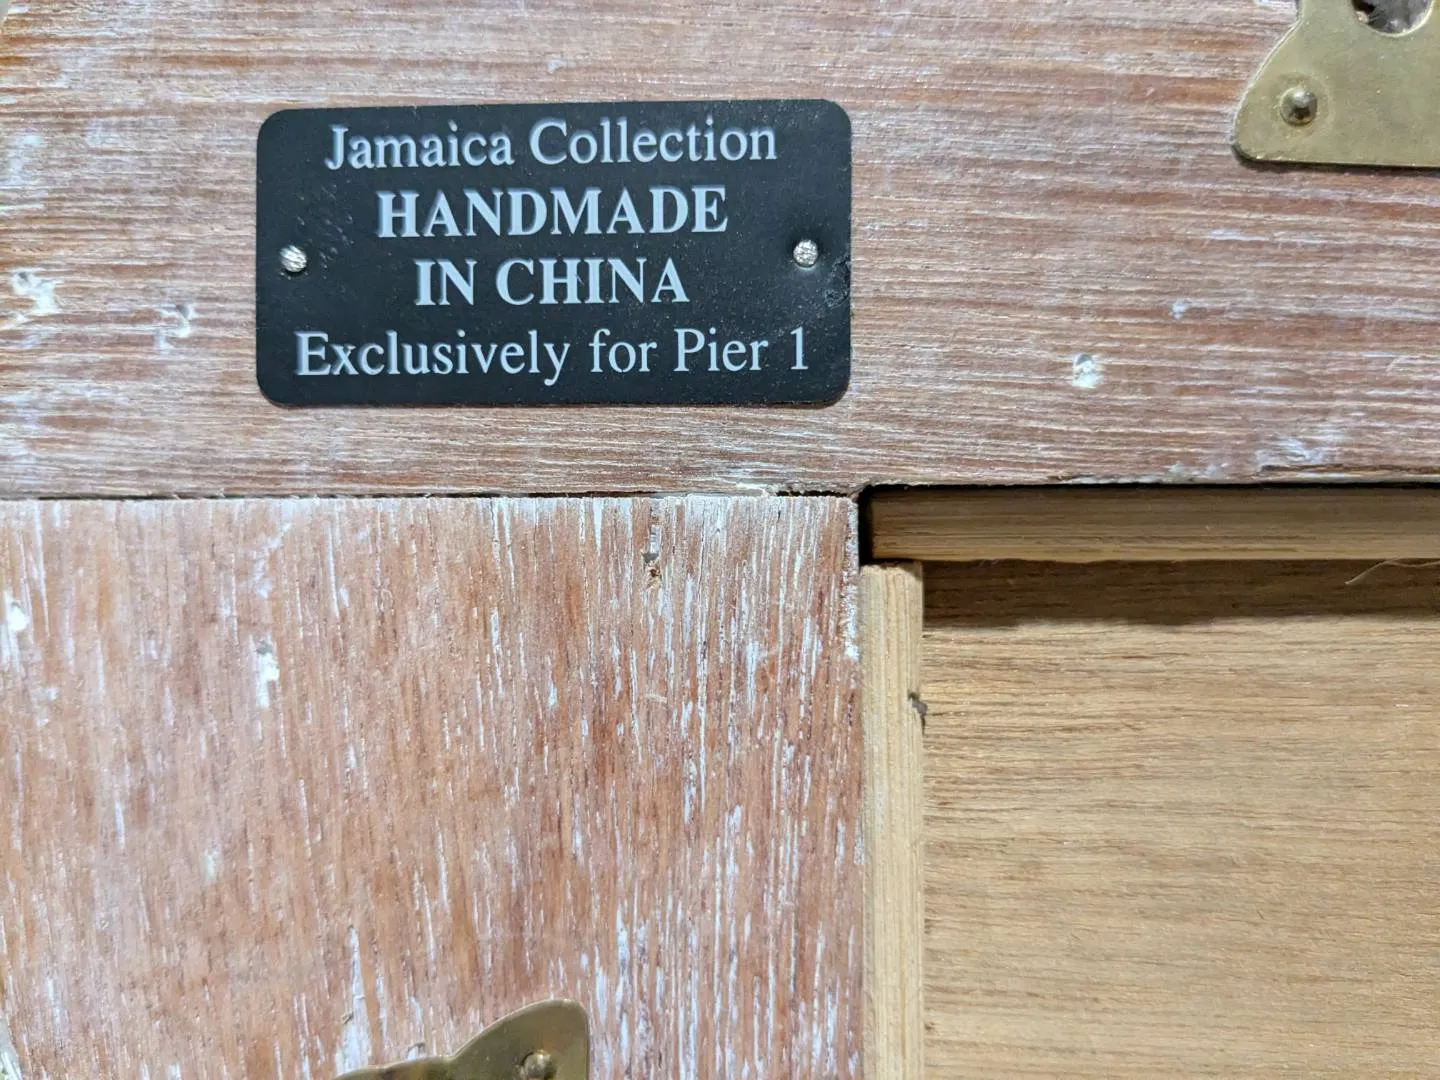 Jamaica Collection
HANDMADE
IN CHINA
Exclusively for Pier 1